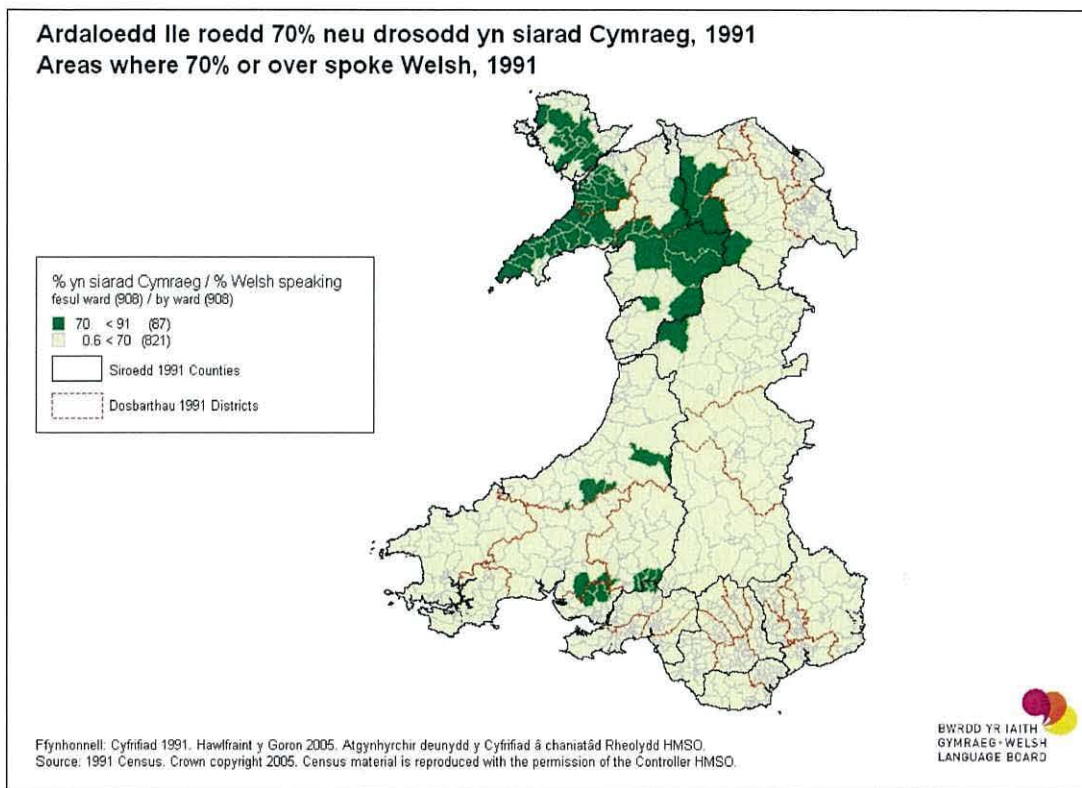 Ardaloedd lle roedd 70% neu drosodd yn siarad Cymraeg, 1991
Areas where 70% or over spoke Welsh, 1991
% yn siarad Cymraeg / % Welsh speaking
fesul ward (908) / by ward (908)
70 < 91 (87)
0.6 < 70 (821)
Siroedd 1991 Counties
Dosbarthau 1991 Districts
Ffynhonnell: Cyfrifiad 1991. Hawlfraint y Goron 2005. Atgynhyrchir deunydd y Cyfrifiad â chaniatâd Rheolydd HMSO.
Source: 1991 Census. Crown copyright 2005. Census material is reproduced with the permission of the Controller HMSO.
BWRDD YR IAITH
GYMRAEG • WELSH
LANGUAGE BOARD